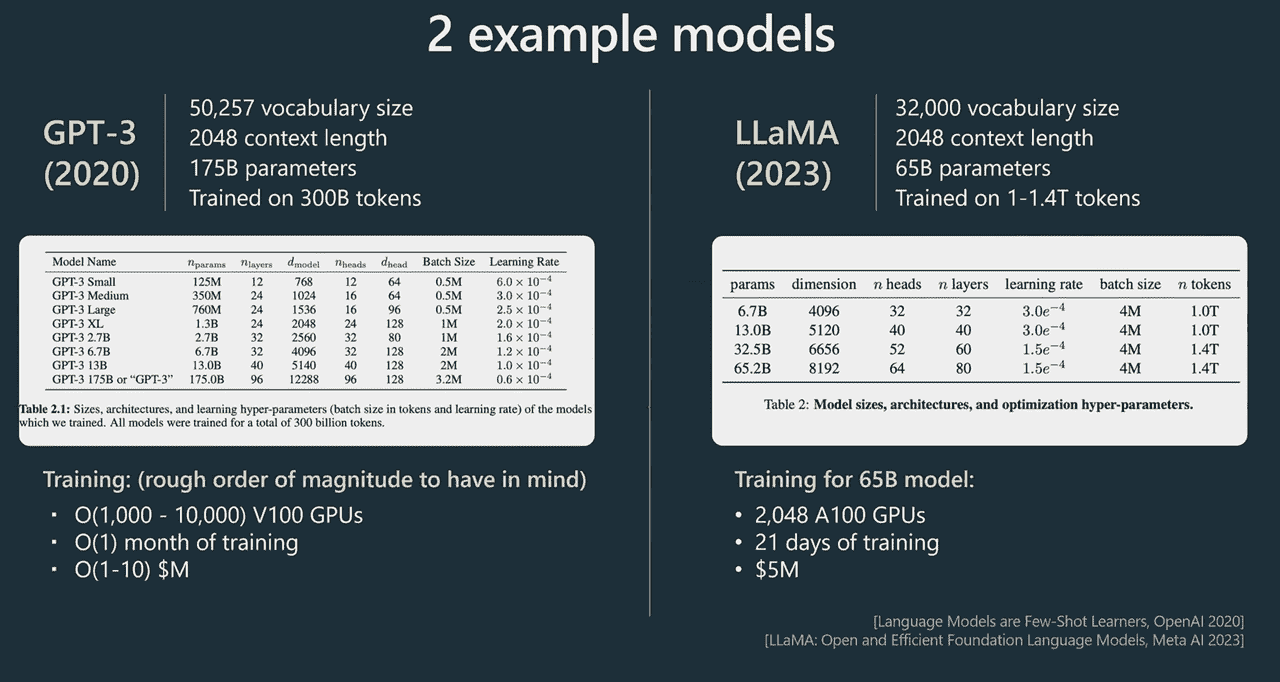 2 example models
GPT-3
(2020)
50,257 vocabulary size
2048 context length
175B parameters
Trained on 300B tokens
Model Name n_params n_layers d_model n_heads d_head Batch Size Learning Rate
GPT-3 Small 125M 12 768 12 64 0.5M 6.0 × 10⁻⁴
GPT-3 Medium 350M 24 1024 16 64 0.5M 3.0 × 10⁻⁴
GPT-3 Large 760M 24 1536 16 96 0.5M 2.5 × 10⁻⁴
GPT-3 XL 1.3B 24 2048 24 128 1M 2.0 × 10⁻⁴
GPT-3 2.7B 2.7B 32 2560 32 80 1M 1.6 × 10⁻⁴
GPT-3 6.7B 6.7B 32 4096 32 128 2M 1.2 × 10⁻⁴
GPT-3 13B 13.0B 40 5140 40 128 2M 1.0 × 10⁻⁴
GPT-3 175B or “GPT-3” 175.0B 96 12288 96 128 3.2M 0.6 × 10⁻⁴
Table 2.1: Sizes, architectures, and learning hyper-parameters (batch size in tokens and learning rate) of the models
which we trained. All models were trained for a total of 300 billion tokens.
Training: (rough order of magnitude to have in mind)
▪ O(1,000 - 10,000) V100 GPUs
▪ O(1) month of training
▪ O(1-10) $M
LLaMA
(2023)
32,000 vocabulary size
2048 context length
65B parameters
Trained on 1-1.4T tokens
params dimension n heads n layers learning rate batch size n tokens
6.7B 4096 32 32 3.0e⁻⁴ 4M 1.0T
13.0B 5120 40 40 3.0e⁻⁴ 4M 1.0T
32.5B 6656 52 60 1.5e⁻⁴ 4M 1.4T
65.2B 8192 64 80 1.5e⁻⁴ 4M 1.4T
Table 2: Model sizes, architectures, and optimization hyper-parameters.
Training for 65B model:
• 2,048 A100 GPUs
• 21 days of training
• $5M
[Language Models are Few-Shot Learners, OpenAI 2020]
[LLaMA: Open and Efficient Foundation Language Models, Meta AI 2023]